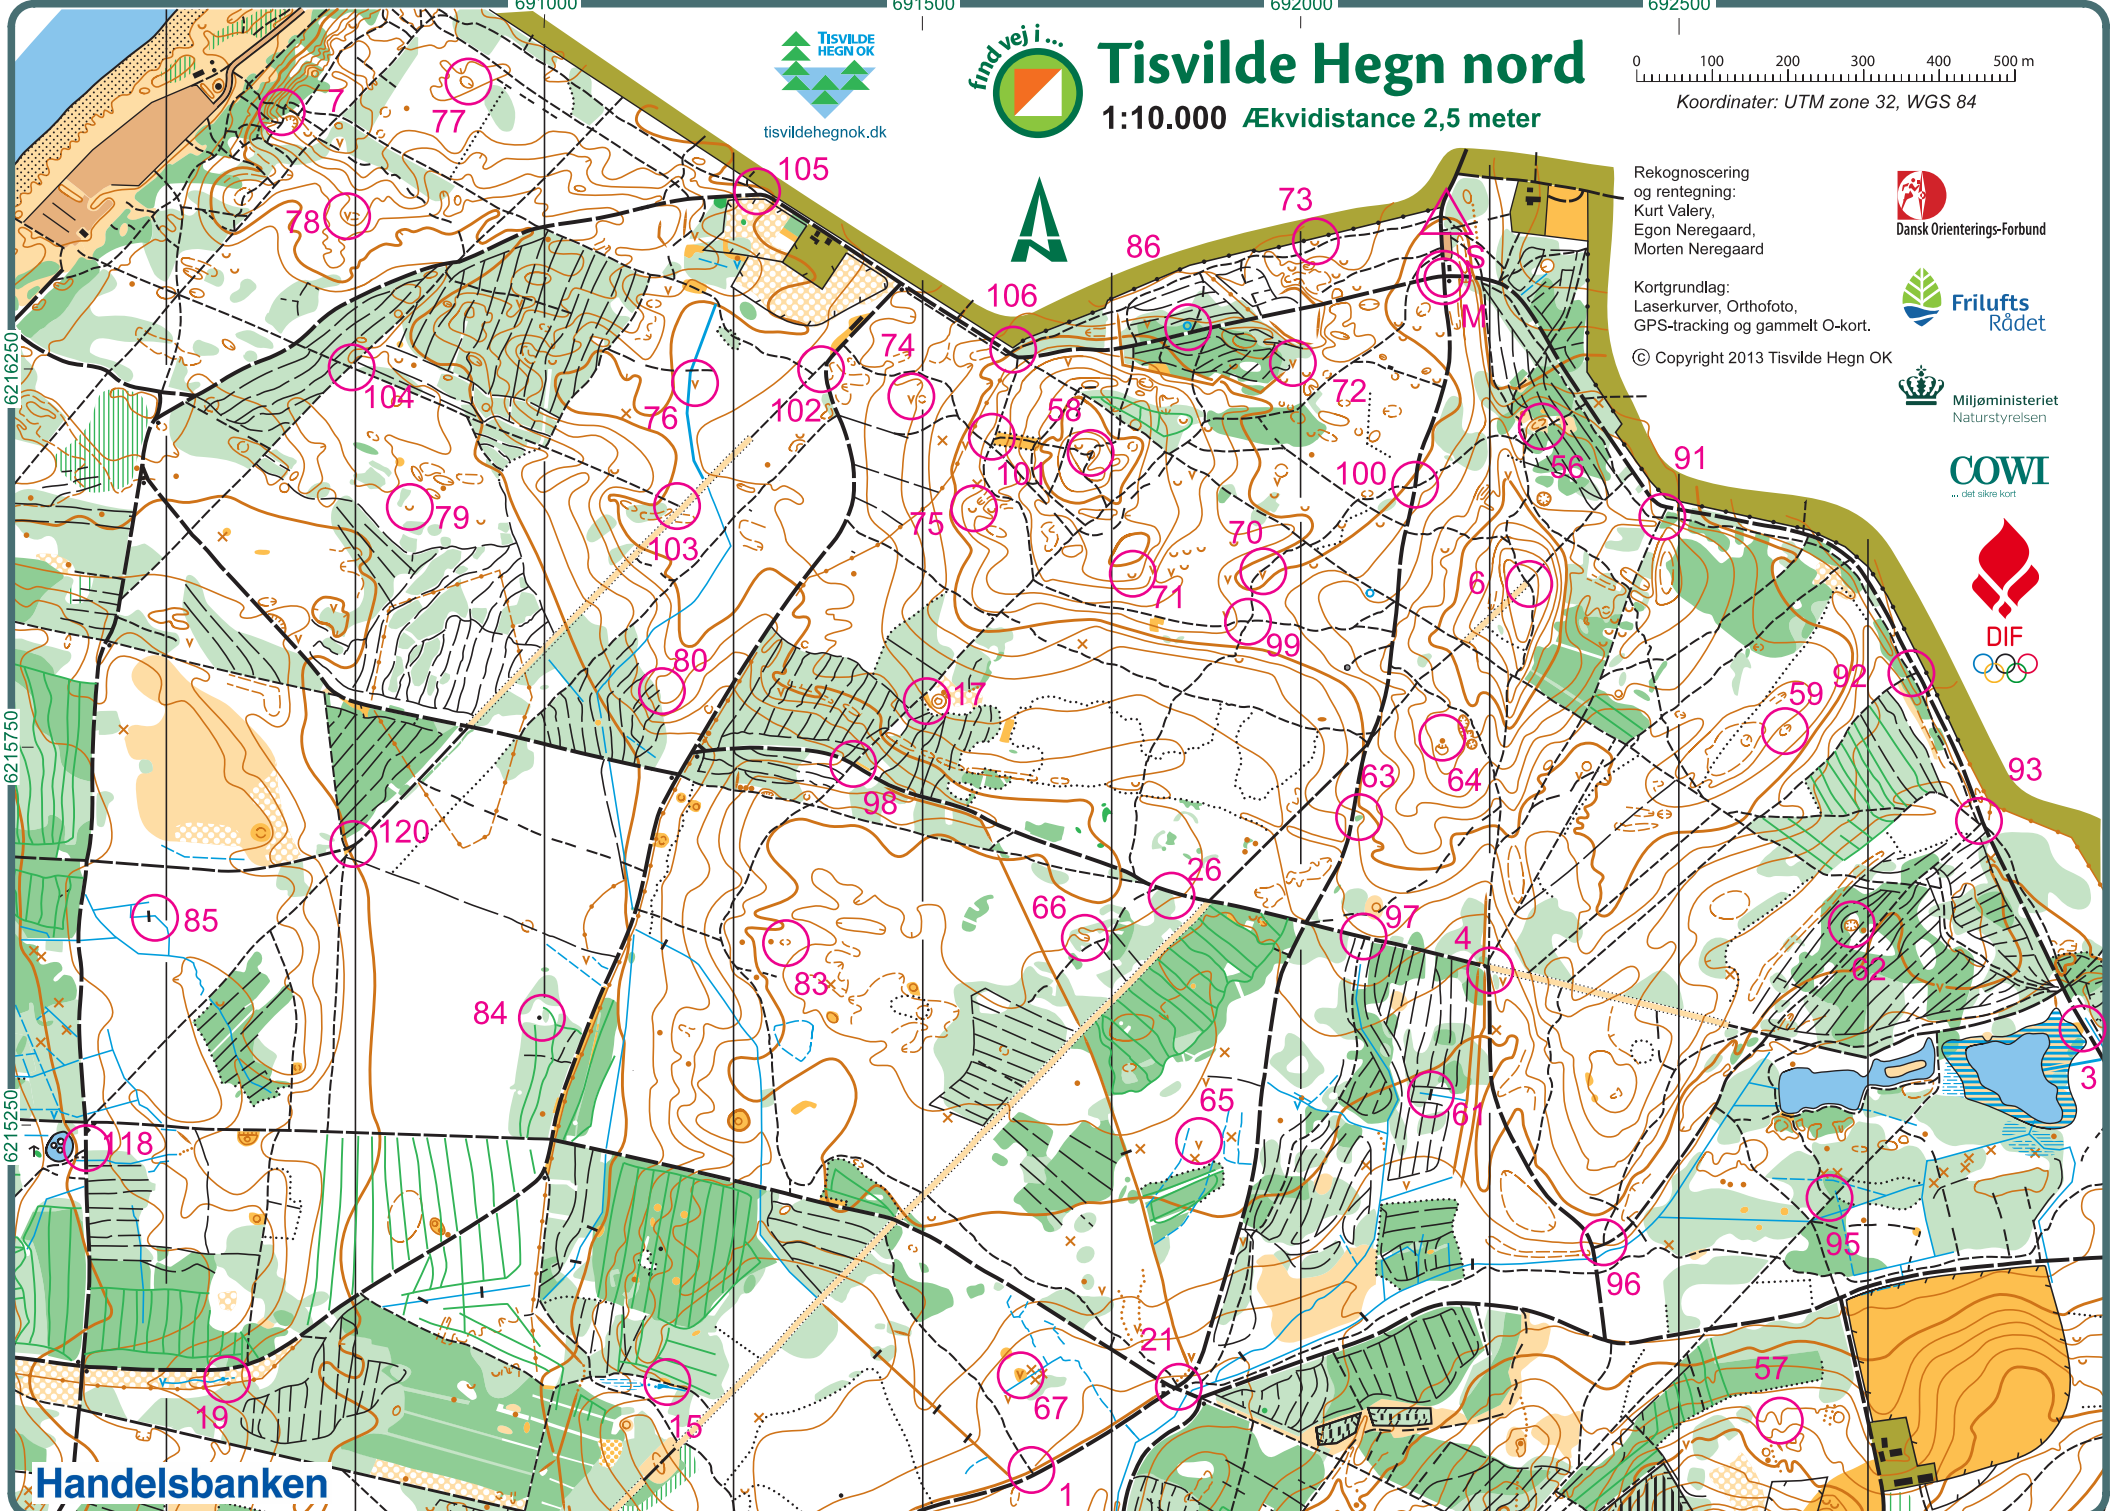 691000
691500
692000
692500
TISVILDE
HEGN OK
tisvildehegnok.dk
find vej i ...
Tisvilde Hegn nord
1:10.000 Ækvidistance 2,5 meter
0 100 200 300 400 500 m
Koordinater: UTM zone 32, WGS 84
Rekognoscering
og rentegning:
Kurt Valery,
Egon Neregaard,
Morten Neregaard
Kortgrundlag:
Laserkurver, Orthofoto,
GPS-tracking og gammelt O-kort.
© Copyright 2013 Tisvilde Hegn OK
Dansk Orienterings-Forbund
Frilufts
Rådet
Miljøministeriet
Naturstyrelsen
COWI
... det sikre kort
DIF
N
6216250
6215750
6215250
7
77
78
105
73
86
S
M
106
74
104
76
102
58
72
101
100
56
91
79
103
75
70
71
6
99
80
17
92
59
98
63
64
93
120
26
85
66
97
4
83
62
84
65
61
3
118
95
96
21
57
19
15
67
1
Handelsbanken